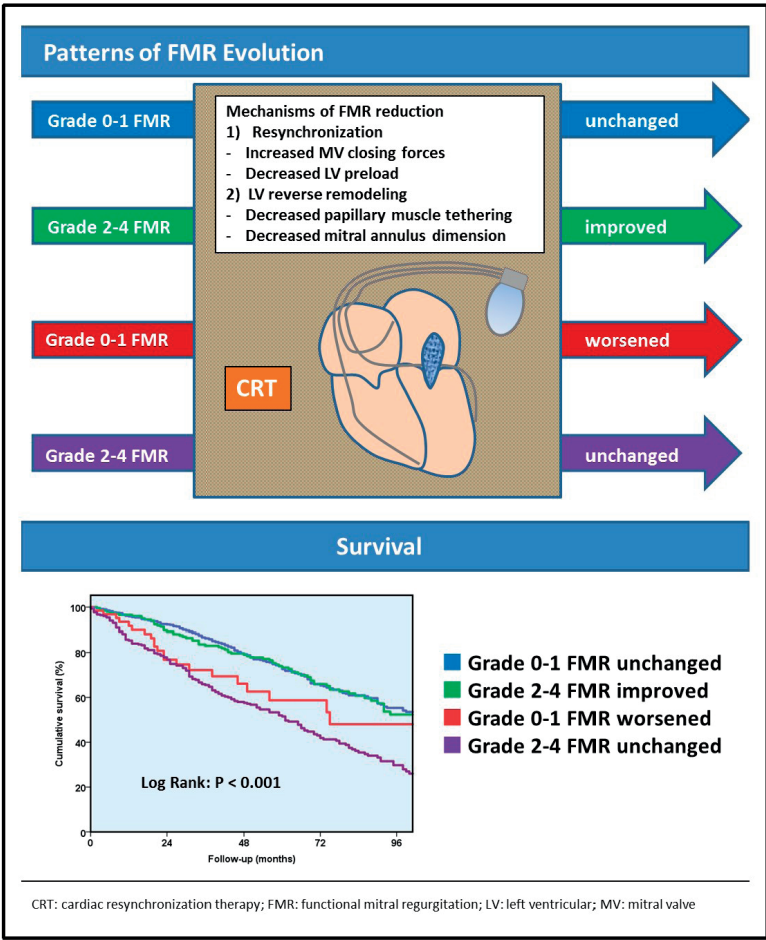 Patterns of FMR Evolution
Grade 0-1 FMR
Mechanisms of FMR reduction
1) Resynchronization
- Increased MV closing forces
- Decreased LV preload
2) LV reverse remodeling
- Decreased papillary muscle tethering
- Decreased mitral annulus dimension
unchanged
Grade 2-4 FMR
improved
Grade 0-1 FMR
worsened
CRT
Grade 2-4 FMR
unchanged
Survival
Cumulative survival (%)
100
80
60
40
20
0
Log Rank: P < 0.001
0 24 48 72 96
Follow-up (months)
Grade 0-1 FMR unchanged
Grade 2-4 FMR improved
Grade 0-1 FMR worsened
Grade 2-4 FMR unchanged
CRT: cardiac resynchronization therapy; FMR: functional mitral regurgitation; LV: left ventricular; MV: mitral valve